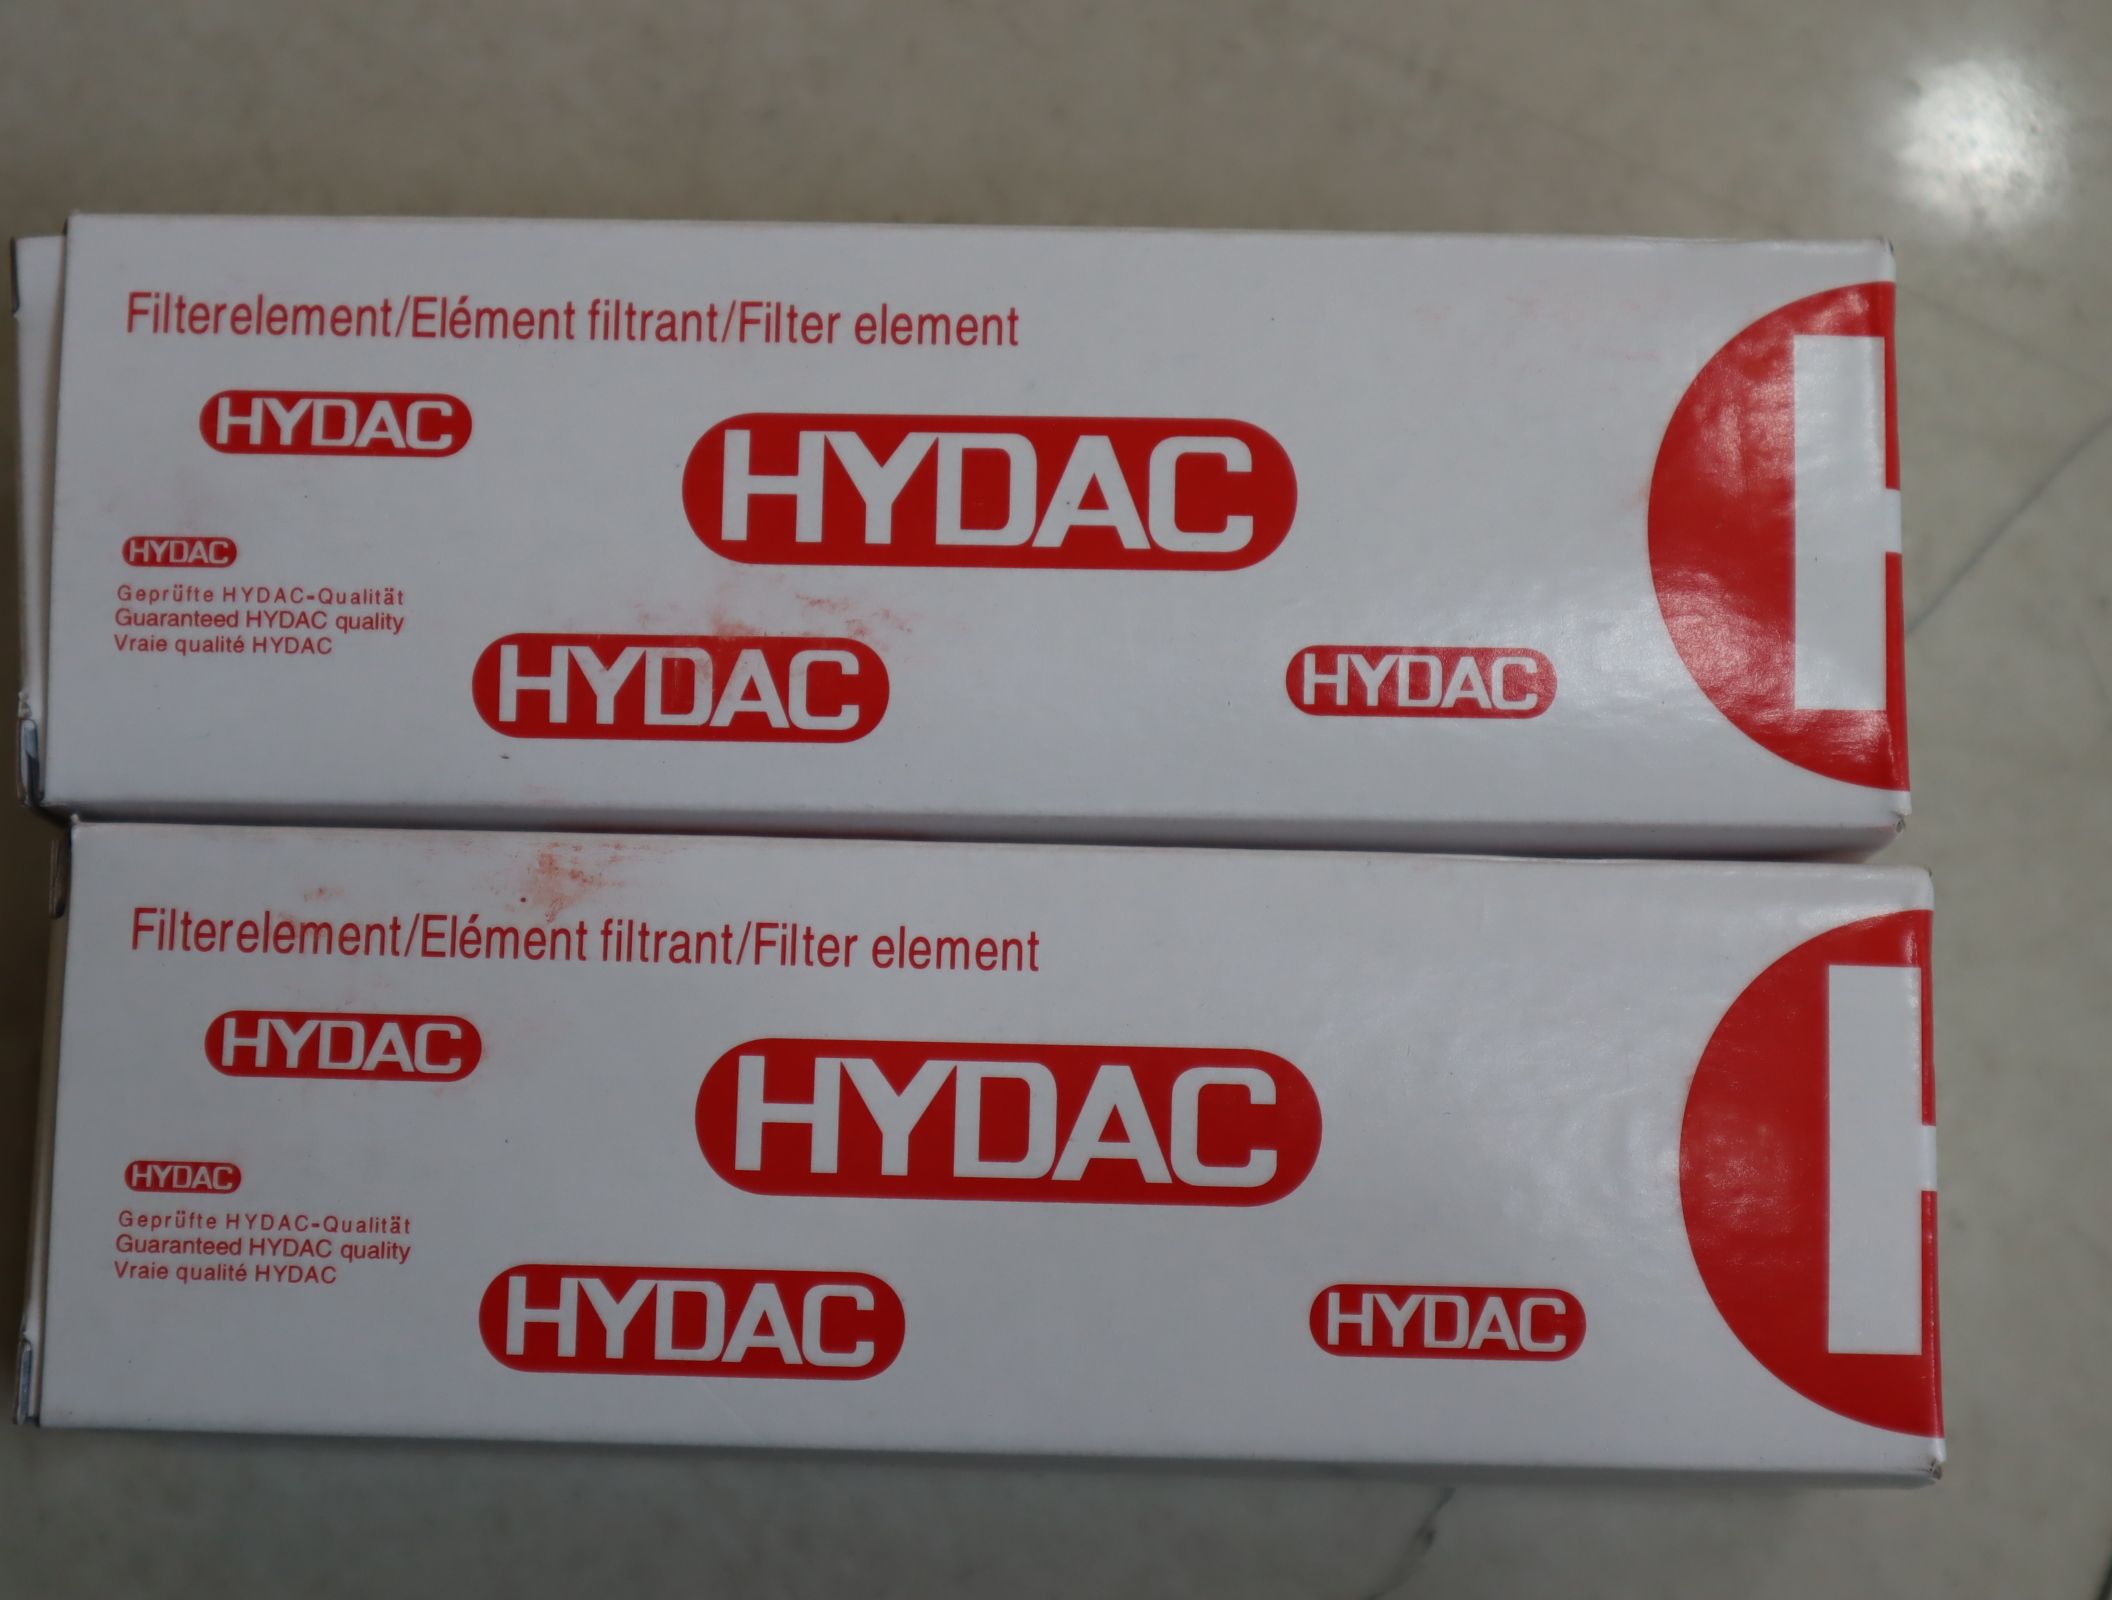 Filterelement/Elément filtrant/Filter element
HYDAC
HYDAC
HYDAC
Geprüfte HYDAC-Qualität
Guaranteed HYDAC quality
Vraie qualité HYDAC
HYDAC
HYDAC
H
Filterelement/Elément filtrant/Filter element
HYDAC
HYDAC
HYDAC
Geprüfte HYDAC-Qualität
Guaranteed HYDAC quality
Vraie qualité HYDAC
HYDAC
HYDAC
H